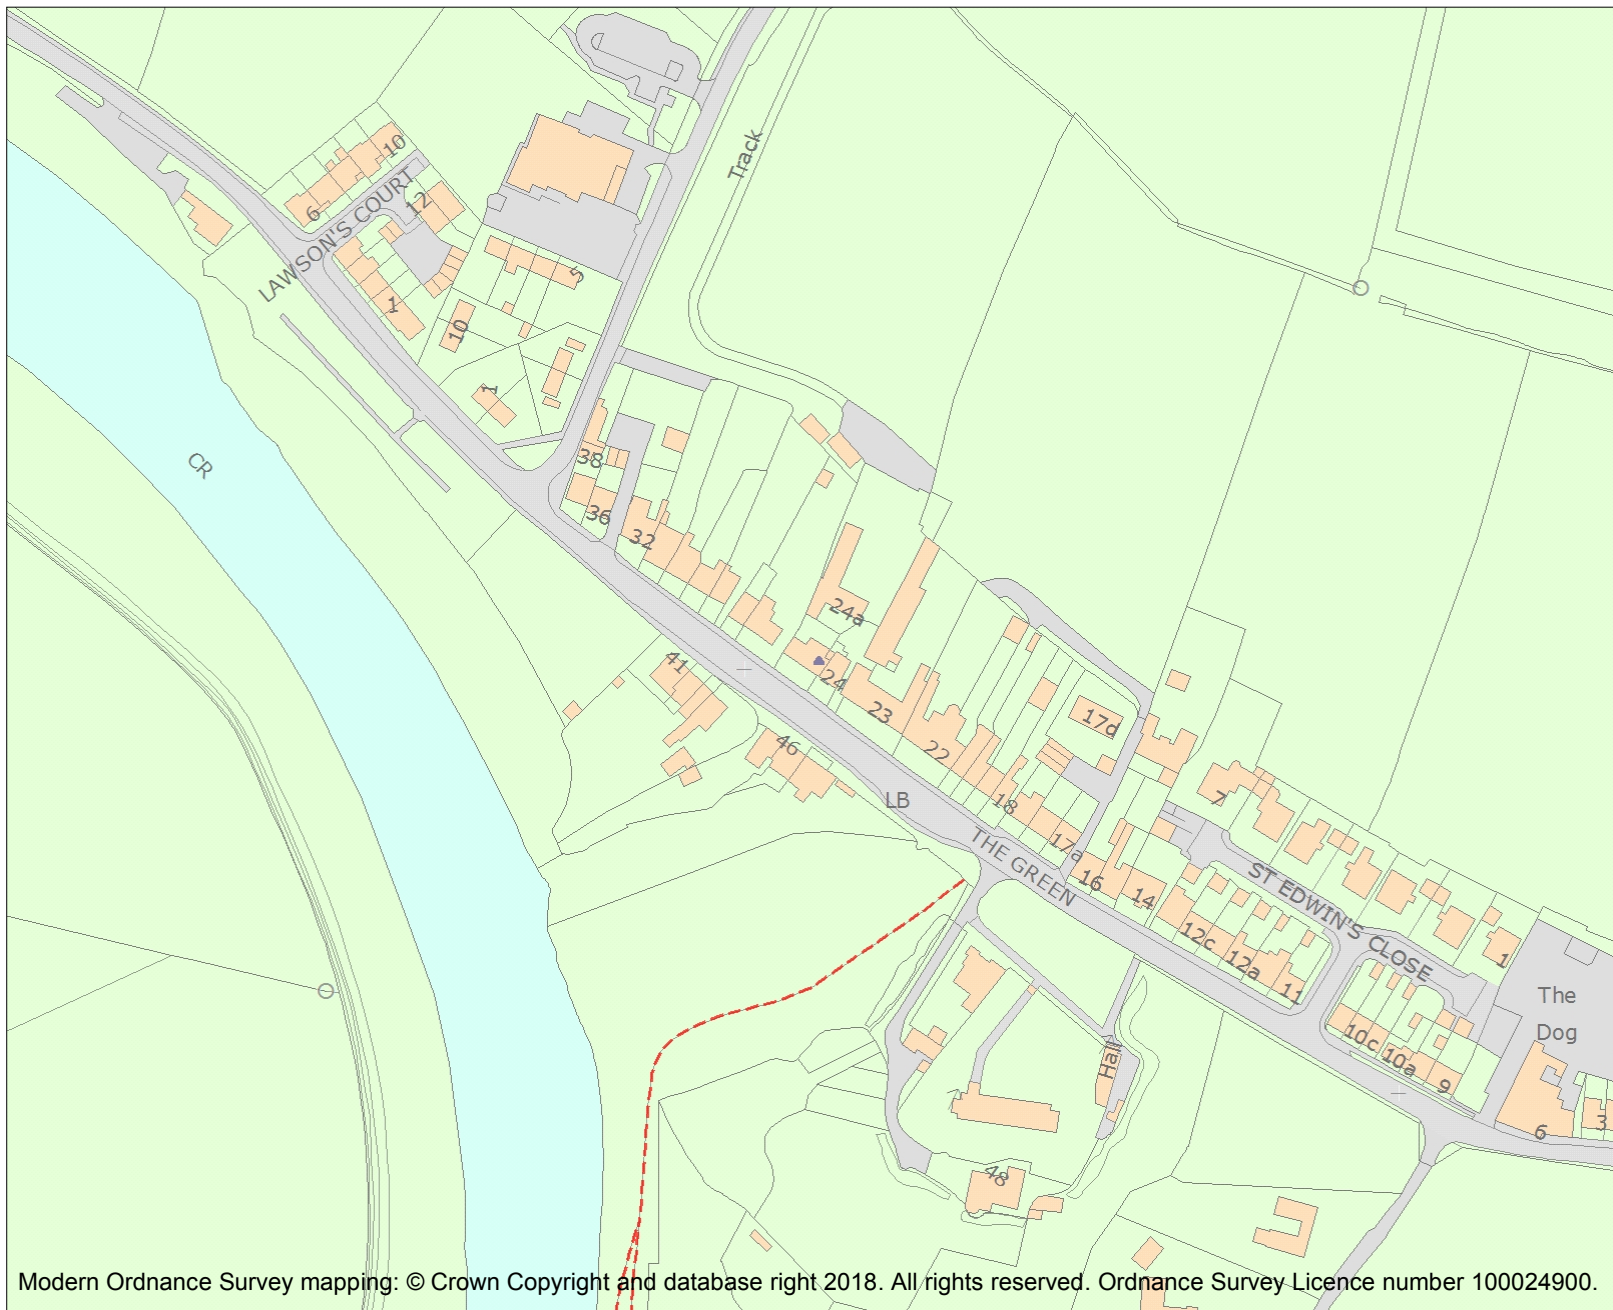 Track
10
6
12
LAWSON'S COURT
5
1
10
1
CR
38
36
32
24a
41
24
23
17d
46
22
7
LB
18
THE GREEN
17a
16
14
ST EDWIN'S CLOSE
12c
12a
11
1
The
Dog
10c
10a
9
Hall
6
3
48
Modern Ordnance Survey mapping: © Crown Copyright and database right 2018. All rights reserved. Ordnance Survey Licence number 100024900.